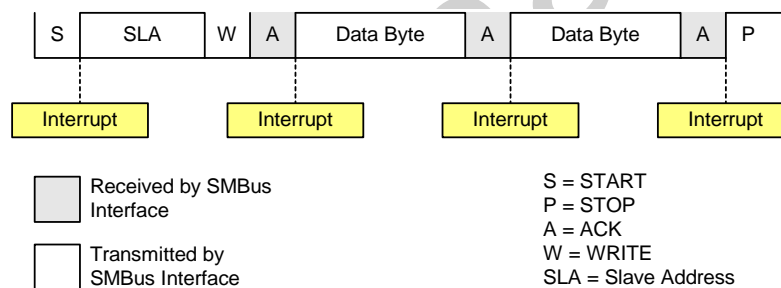 S SLA W A Data Byte A Data Byte A P
Interrupt Interrupt Interrupt Interrupt
Received by SMBus
Interface
Transmitted by
SMBus Interface
S = START
P = STOP
A = ACK
W = WRITE
SLA = Slave Address